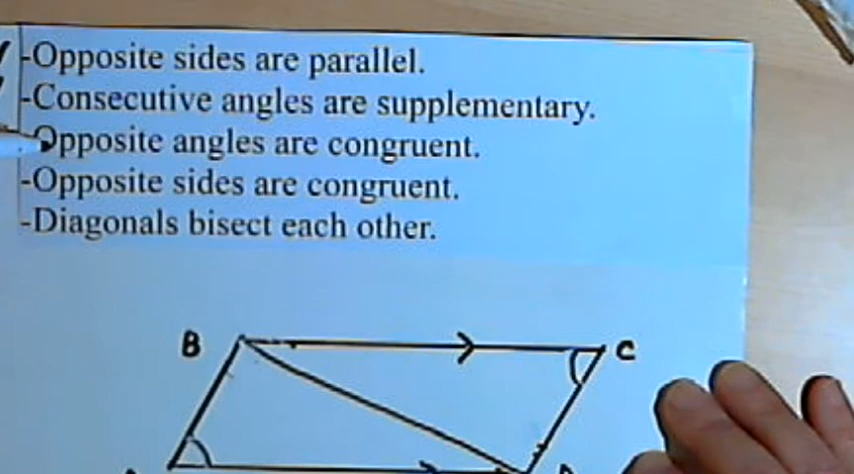 -Opposite sides are parallel.
-Consecutive angles are supplementary.
Opposite angles are congruent.
-Opposite sides are congruent.
-Diagonals bisect each other.
B
C